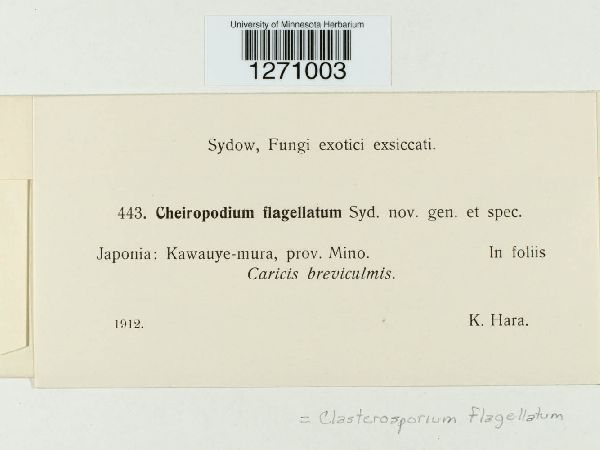 University of Minnesota Herbarium
1271003
Sydow, Fungi exotici exsiccati.
443. Cheiropodium flagellatum Syd. nov. gen. et spec.
Japonia: Kawauye-mura, prov. Mino. In foliis
Caricis breviculmis.
1912. K. Hara.
= Clasterosporium flagellatum